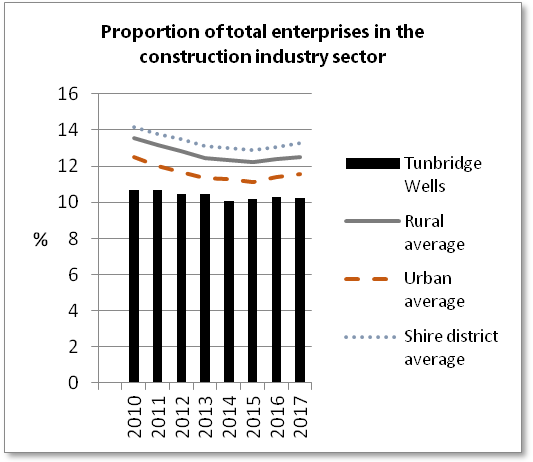 Proportion of total enterprises in the
construction industry sector
16
14
12
10
8
6
4
2
0
%
2010
2011
2012
2013
2014
2015
2016
2017
Tunbridge
Wells
Rural
average
Urban
average
Shire district
average